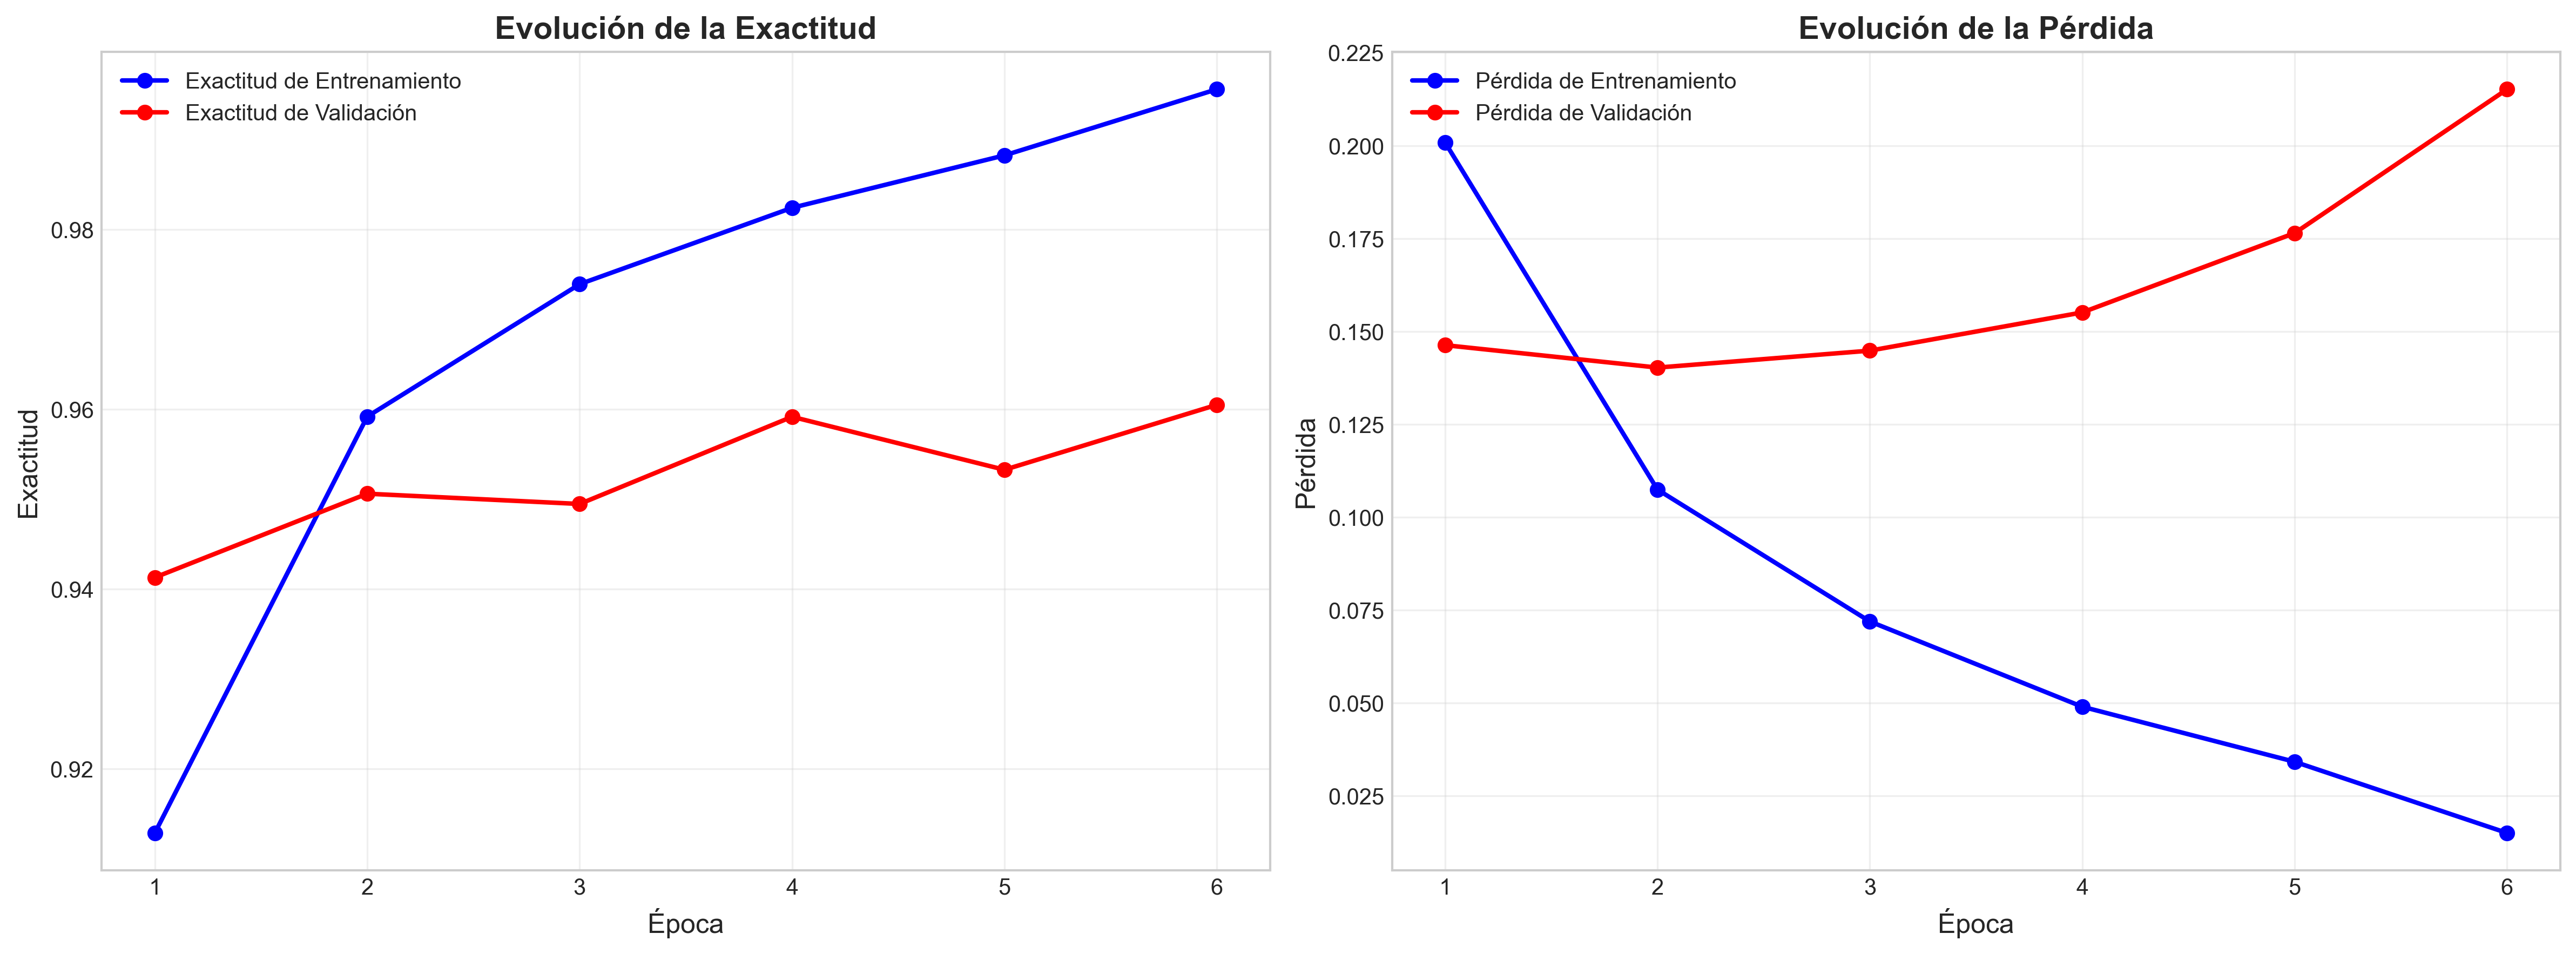 Evolución de la Exactitud
Exactitud de Entrenamiento
Exactitud de Validación
Exactitud
0.98
0.96
0.94
0.92
1 2 3 4 5 6
Época
Evolución de la Pérdida
Pérdida de Entrenamiento
Pérdida de Validación
Pérdida
0.225
0.200
0.175
0.150
0.125
0.100
0.075
0.050
0.025
1 2 3 4 5 6
Época